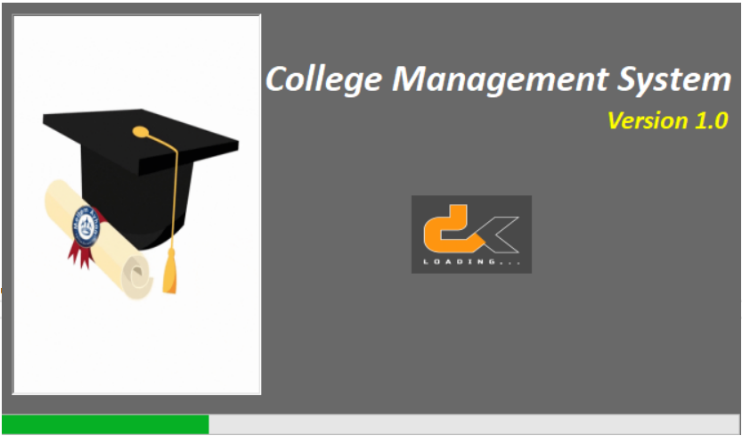 College Management System
Version 1.0
LOADING...